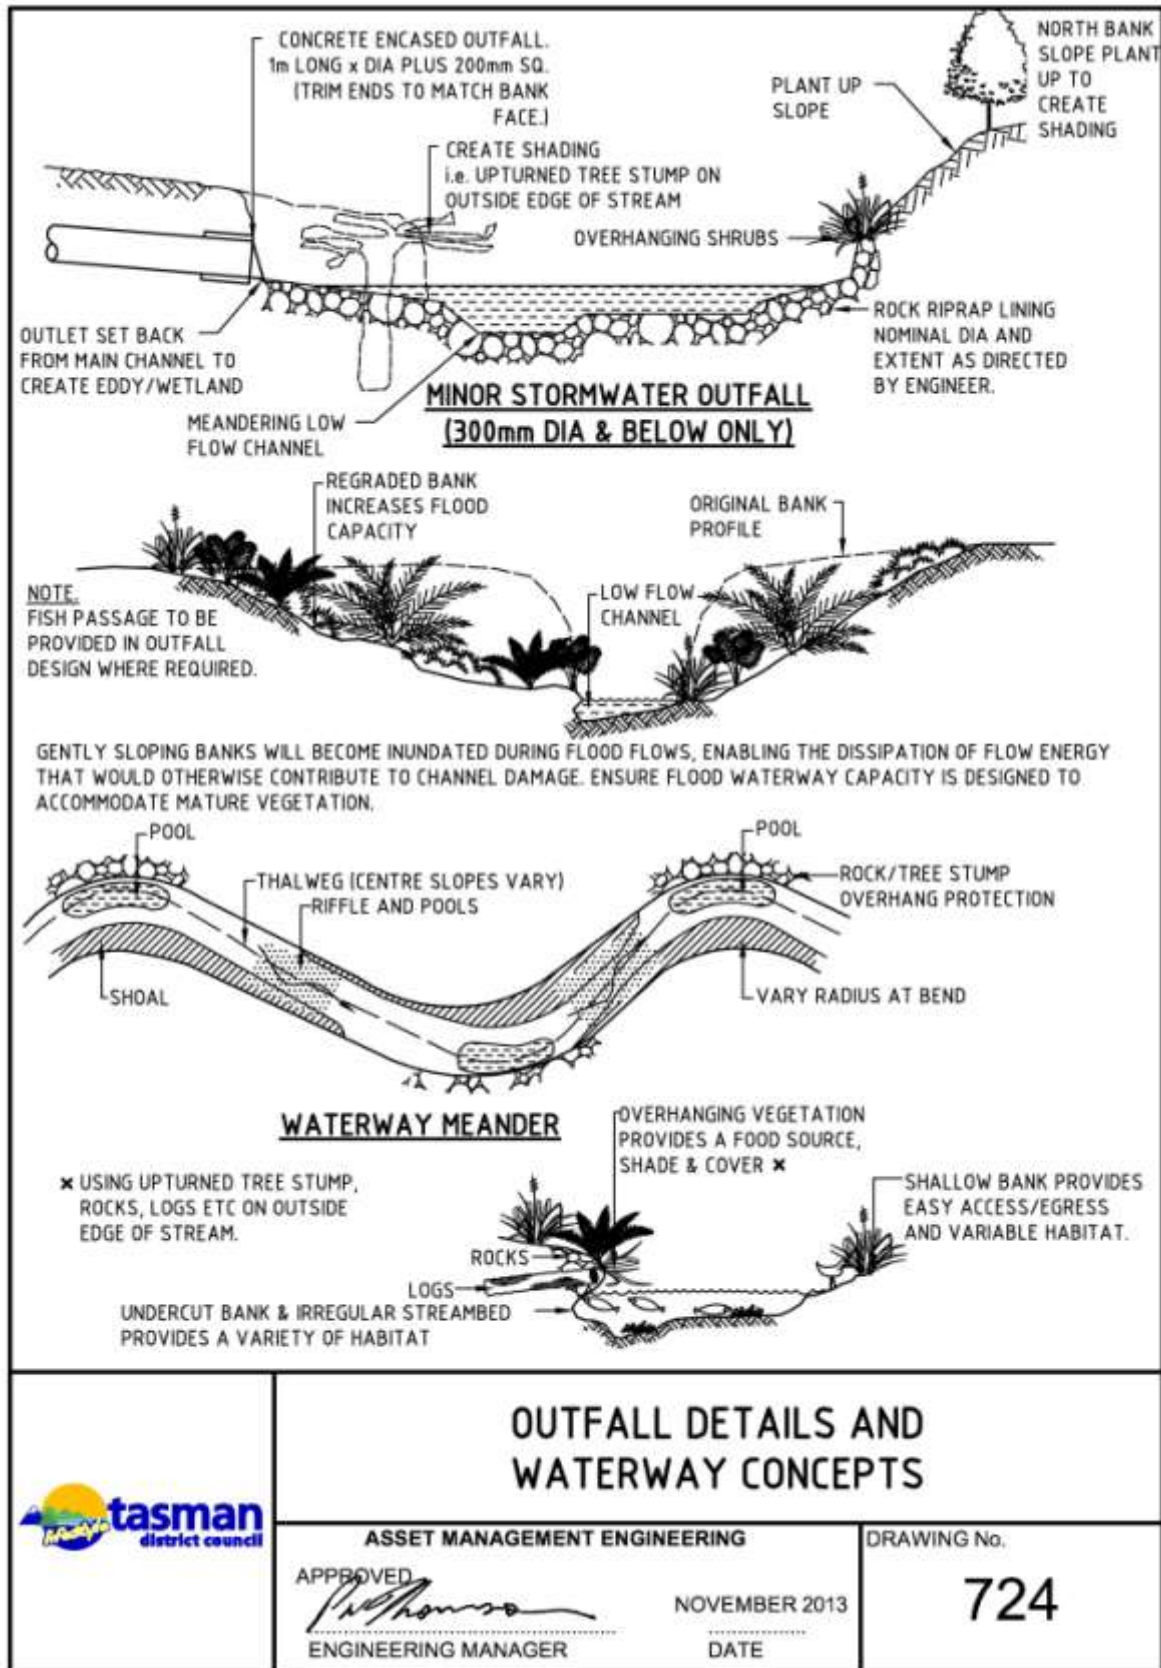 CONCRETE ENCASED OUTFALL.
1m LONG x DIA PLUS 200mm SQ.
(TRIM ENDS TO MATCH BANK
FACE.)
CREATE SHADING
i.e. UPTURNED TREE STUMP ON
OUTSIDE EDGE OF STREAM
PLANT UP
SLOPE
NORTH BANK
SLOPE PLANT
UP TO
CREATE
SHADING
OVERHANGING SHRUBS
OUTLET SET BACK
FROM MAIN CHANNEL TO
CREATE EDDY/WETLAND
ROCK RIPRAP LINING
NOMINAL DIA AND
EXTENT AS DIRECTED
BY ENGINEER.
MEANDERING LOW
FLOW CHANNEL
MINOR STORMWATER OUTFALL
(300mm DIA & BELOW ONLY)
REGRADED BANK
INCREASES FLOOD
CAPACITY
ORIGINAL BANK
PROFILE
NOTE.
FISH PASSAGE TO BE
PROVIDED IN OUTFALL
DESIGN WHERE REQUIRED.
LOW FLOW
CHANNEL
GENTLY SLOPING BANKS WILL BECOME INUNDATED DURING FLOOD FLOWS, ENABLING THE DISSIPATION OF FLOW ENERGY
THAT WOULD OTHERWISE CONTRIBUTE TO CHANNEL DAMAGE. ENSURE FLOOD WATERWAY CAPACITY IS DESIGNED TO
ACCOMMODATE MATURE VEGETATION.
POOL
POOL
THALWEG (CENTRE SLOPES VARY)
RIFFLE AND POOLS
ROCK/TREE STUMP
OVERHANG PROTECTION
SHOAL
VARY RADIUS AT BEND
WATERWAY MEANDER
OVERHANGING VEGETATION
PROVIDES A FOOD SOURCE,
SHADE & COVER ×
× USING UPTURNED TREE STUMP,
ROCKS, LOGS ETC ON OUTSIDE
EDGE OF STREAM.
SHALLOW BANK PROVIDES
EASY ACCESS/EGRESS
AND VARIABLE HABITAT.
ROCKS
LOGS
UNDERCUT BANK & IRREGULAR STREAMBED
PROVIDES A VARIETY OF HABITAT
OUTFALL DETAILS AND
WATERWAY CONCEPTS
lifestyle
tasman
district council
ASSET MANAGEMENT ENGINEERING
APPROVED
NOVEMBER 2013
ENGINEERING MANAGER
DATE
DRAWING No.
724